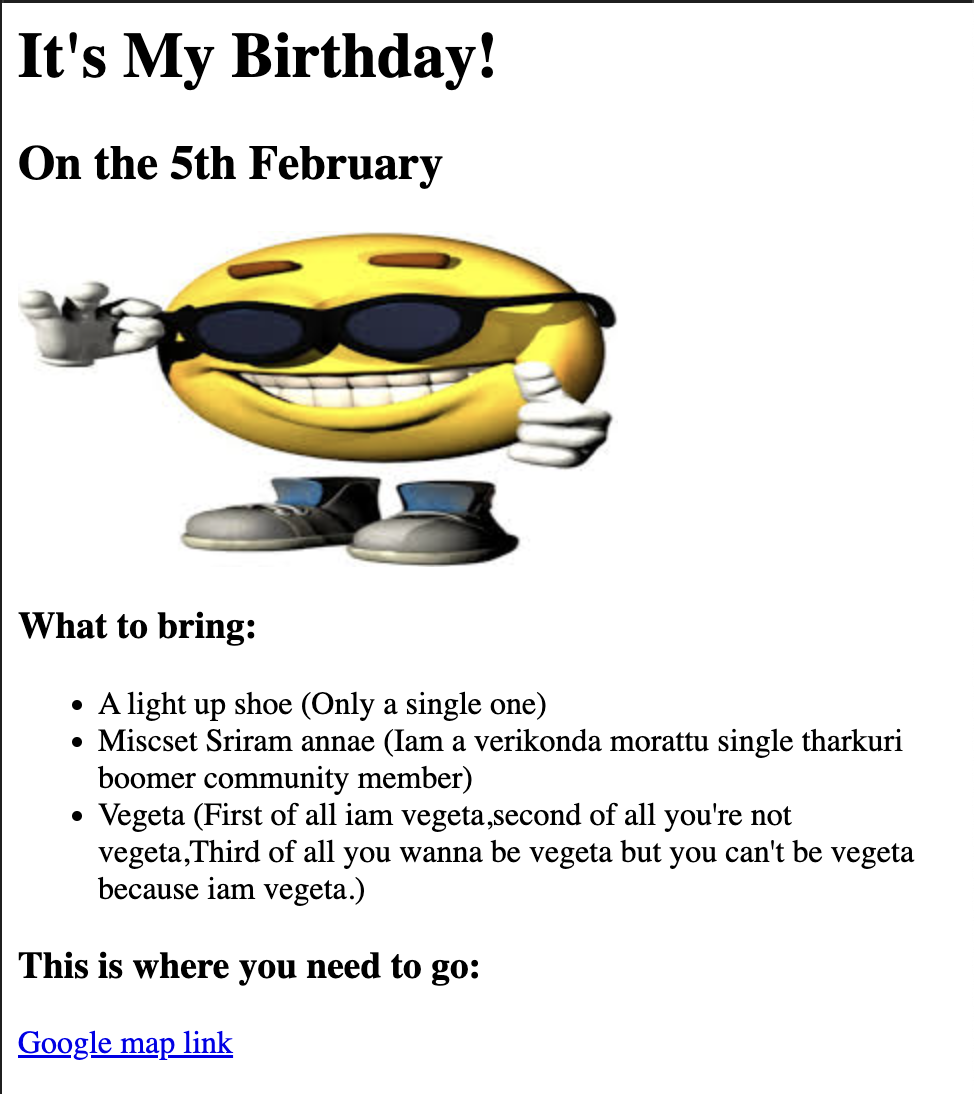 It's My Birthday!
On the 5th February
What to bring:
• A light up shoe (Only a single one)
• Miscset Sriram annae (Iam a verikonda morattu single tharkuri
boomer community member)
• Vegeta (First of all iam vegeta,second of all you're not
vegeta,Third of all you wanna be vegeta but you can't be vegeta
because iam vegeta.)
This is where you need to go:
Google map link